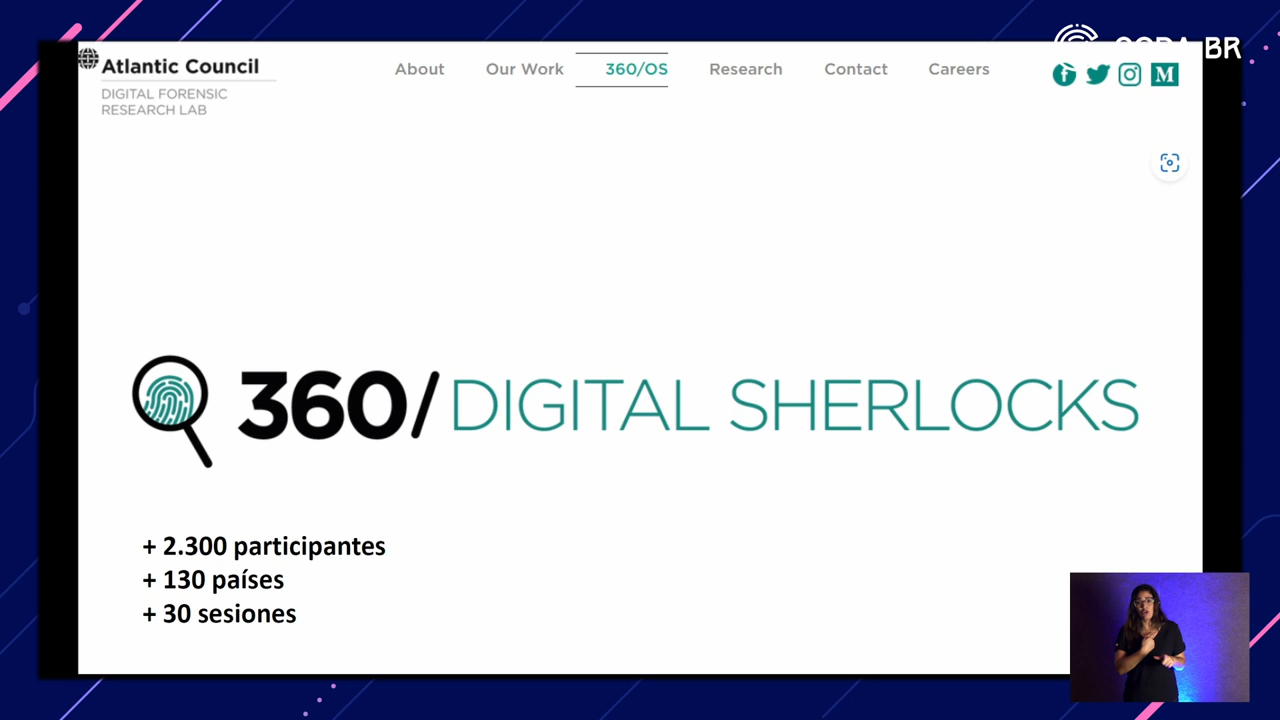 Atlantic Council
DIGITAL FORENSIC
RESEARCH LAB
About Our Work 360/OS Research Contact Careers
360/DIGITAL SHERLOCKS
+ 2.300 participantes
+ 130 países
+ 30 sesiones
BR